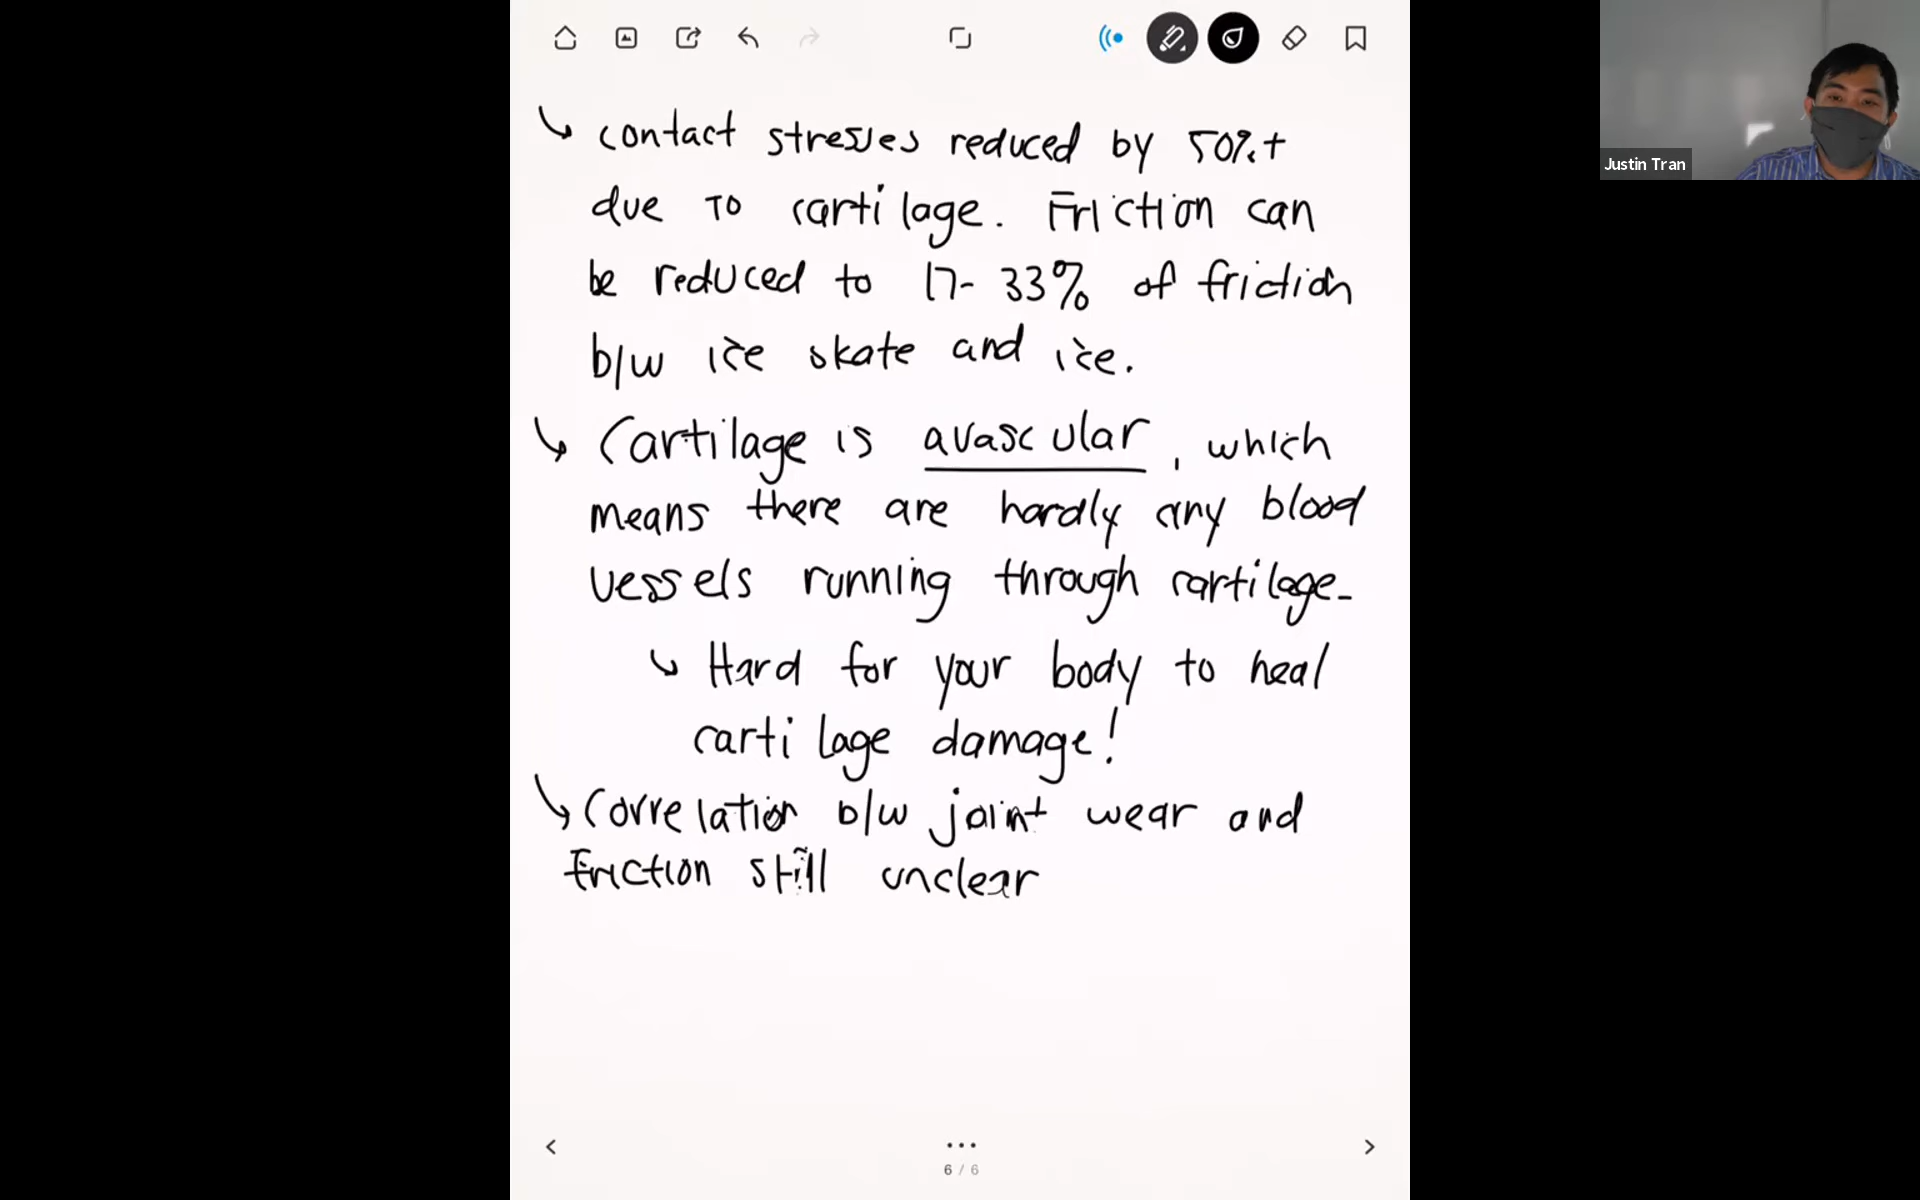 Justin Tran
↳ contact stresses reduced by 50%+
due to cartilage. Friction can
be reduced to 17-33% of friction
b/w ice skate and ice.
↳ Cartilage is avascular, which
means there are hardly any blood
vessels running through cartilage.
↳ Hard for your body to heal
cartilage damage!
↳ Correlation b/w joint wear and
friction still unclear
6 / 6